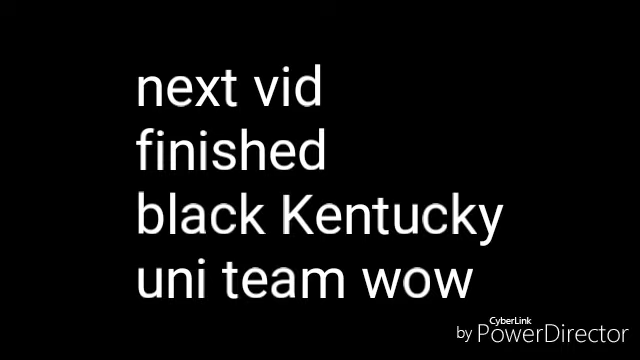 next vid
finished
black Kentucky
uni team wow
CyberLink
by PowerDirector